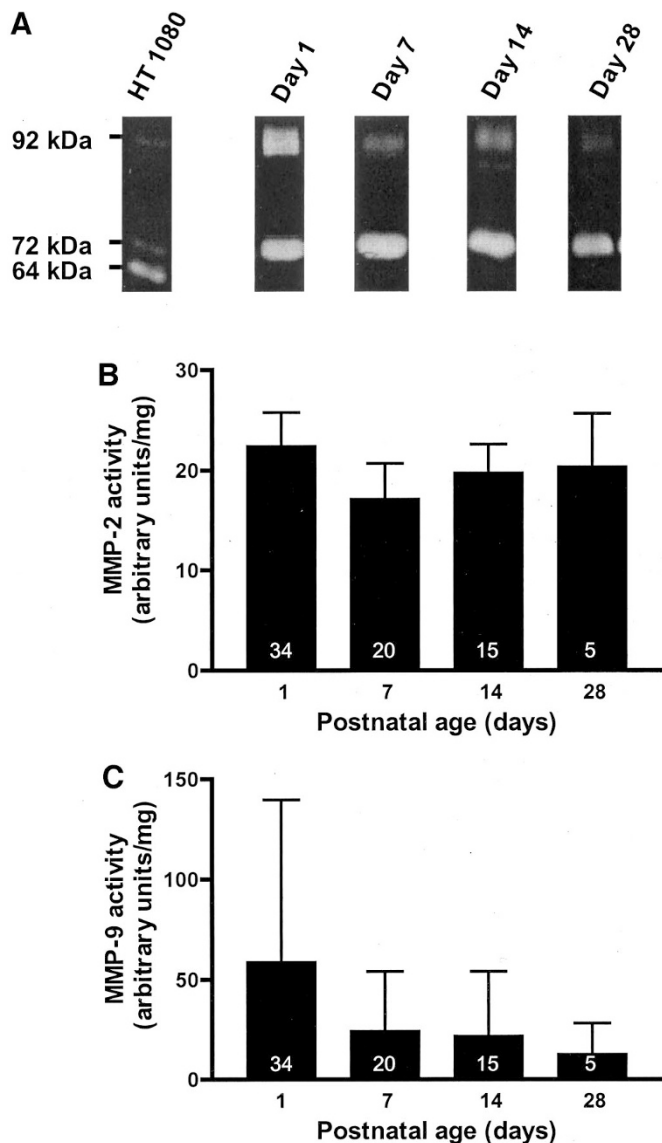 A
HT 1080
Day 1
Day 7
Day 14
Day 28
92 kDa
72 kDa
64 kDa
B
MMP-2 activity
(arbitrary units/mg)
30
20
10
0
34
20
15
5
1
7
14
28
Postnatal age (days)
C
MMP-9 activity
(arbitrary units/mg)
150
100
50
0
34
20
15
5
1
7
14
28
Postnatal age (days)